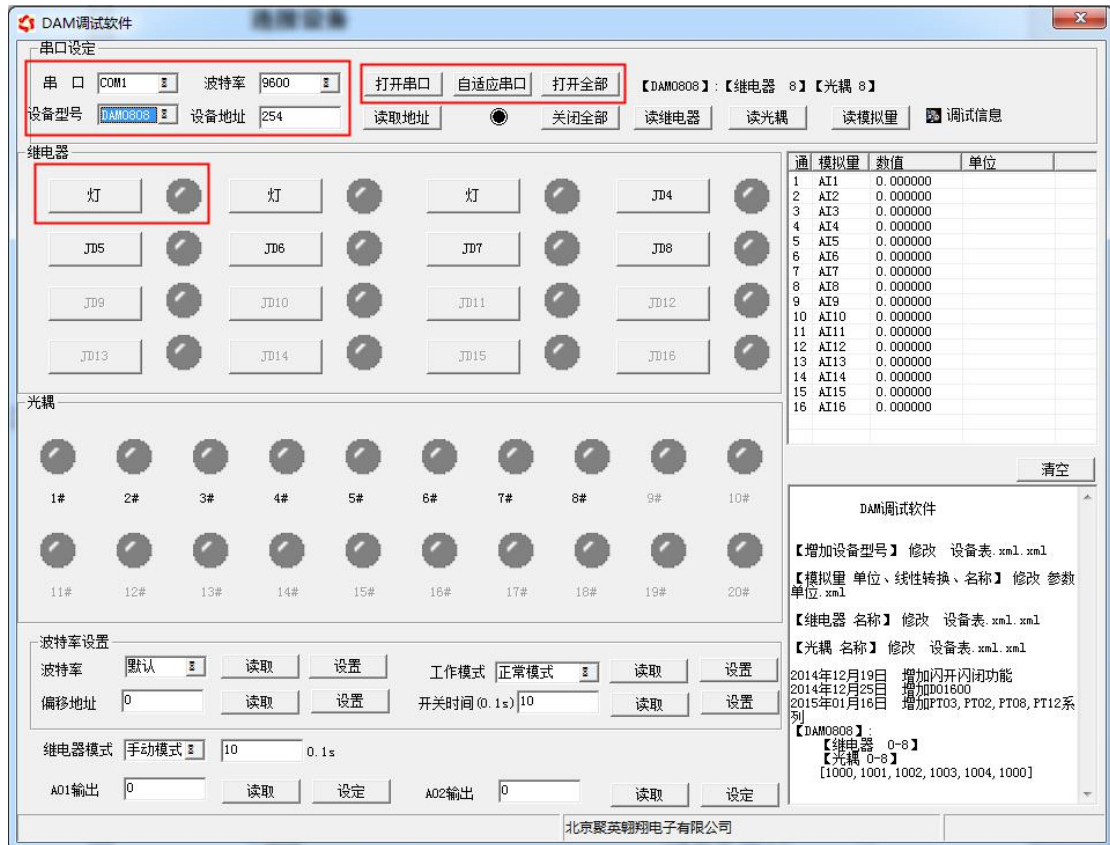 连接设备
DAM调试软件
串口设定
串 口 COM1 波特率 9600 打开串口 自适应串口 打开全部 【DAM0808】:【继电器 8】【光耦 8】
设备型号 DAM0808 设备地址 254 读取地址 关闭全部 读继电器 读光耦 读模拟量 调试信息
继电器
灯 灯 灯 JD4
JD5 JD6 JD7 JD8
JD9 JD10 JD11 JD12
JD13 JD14 JD15 JD16
通 模拟量 数值 单位
1 AI1 0.000000
2 AI2 0.000000
3 AI3 0.000000
4 AI4 0.000000
5 AI5 0.000000
6 AI6 0.000000
7 AI7 0.000000
8 AI8 0.000000
9 AI9 0.000000
10 AI10 0.000000
11 AI11 0.000000
12 AI12 0.000000
13 AI13 0.000000
14 AI14 0.000000
15 AI15 0.000000
16 AI16 0.000000
光耦
1# 2# 3# 4# 5# 6# 7# 8# 9# 10#
11# 12# 13# 14# 15# 16# 17# 18# 19# 20#
清空
DAM调试软件
【增加设备型号】 修改 设备表.xml.xml
【模拟量 单位、线性转换、名称】 修改 参数
单位.xml
【继电器 名称】 修改 设备表.xml.xml
【光耦 名称】 修改 设备表.xml.xml
2014年12月19日 增加闪开闪闭功能
2014年12月25日 增加DO1600
2015年01月16日 增加PT03,PT02,PT08,PT12系
列
【DAM0808】:
【继电器 0-8】
【光耦 0-8】
[1000,1001,1002,1003,1004,1000]
波特率设置
波特率 默认 读取 设置 工作模式 正常模式 读取 设置
偏移地址 0 读取 设置 开关时间(0.1s) 10 读取 设置
继电器模式 手动模式 10 0.1s
AO1输出 0 读取 设定 AO2输出 0 读取 设定
北京聚英翱翔电子有限公司